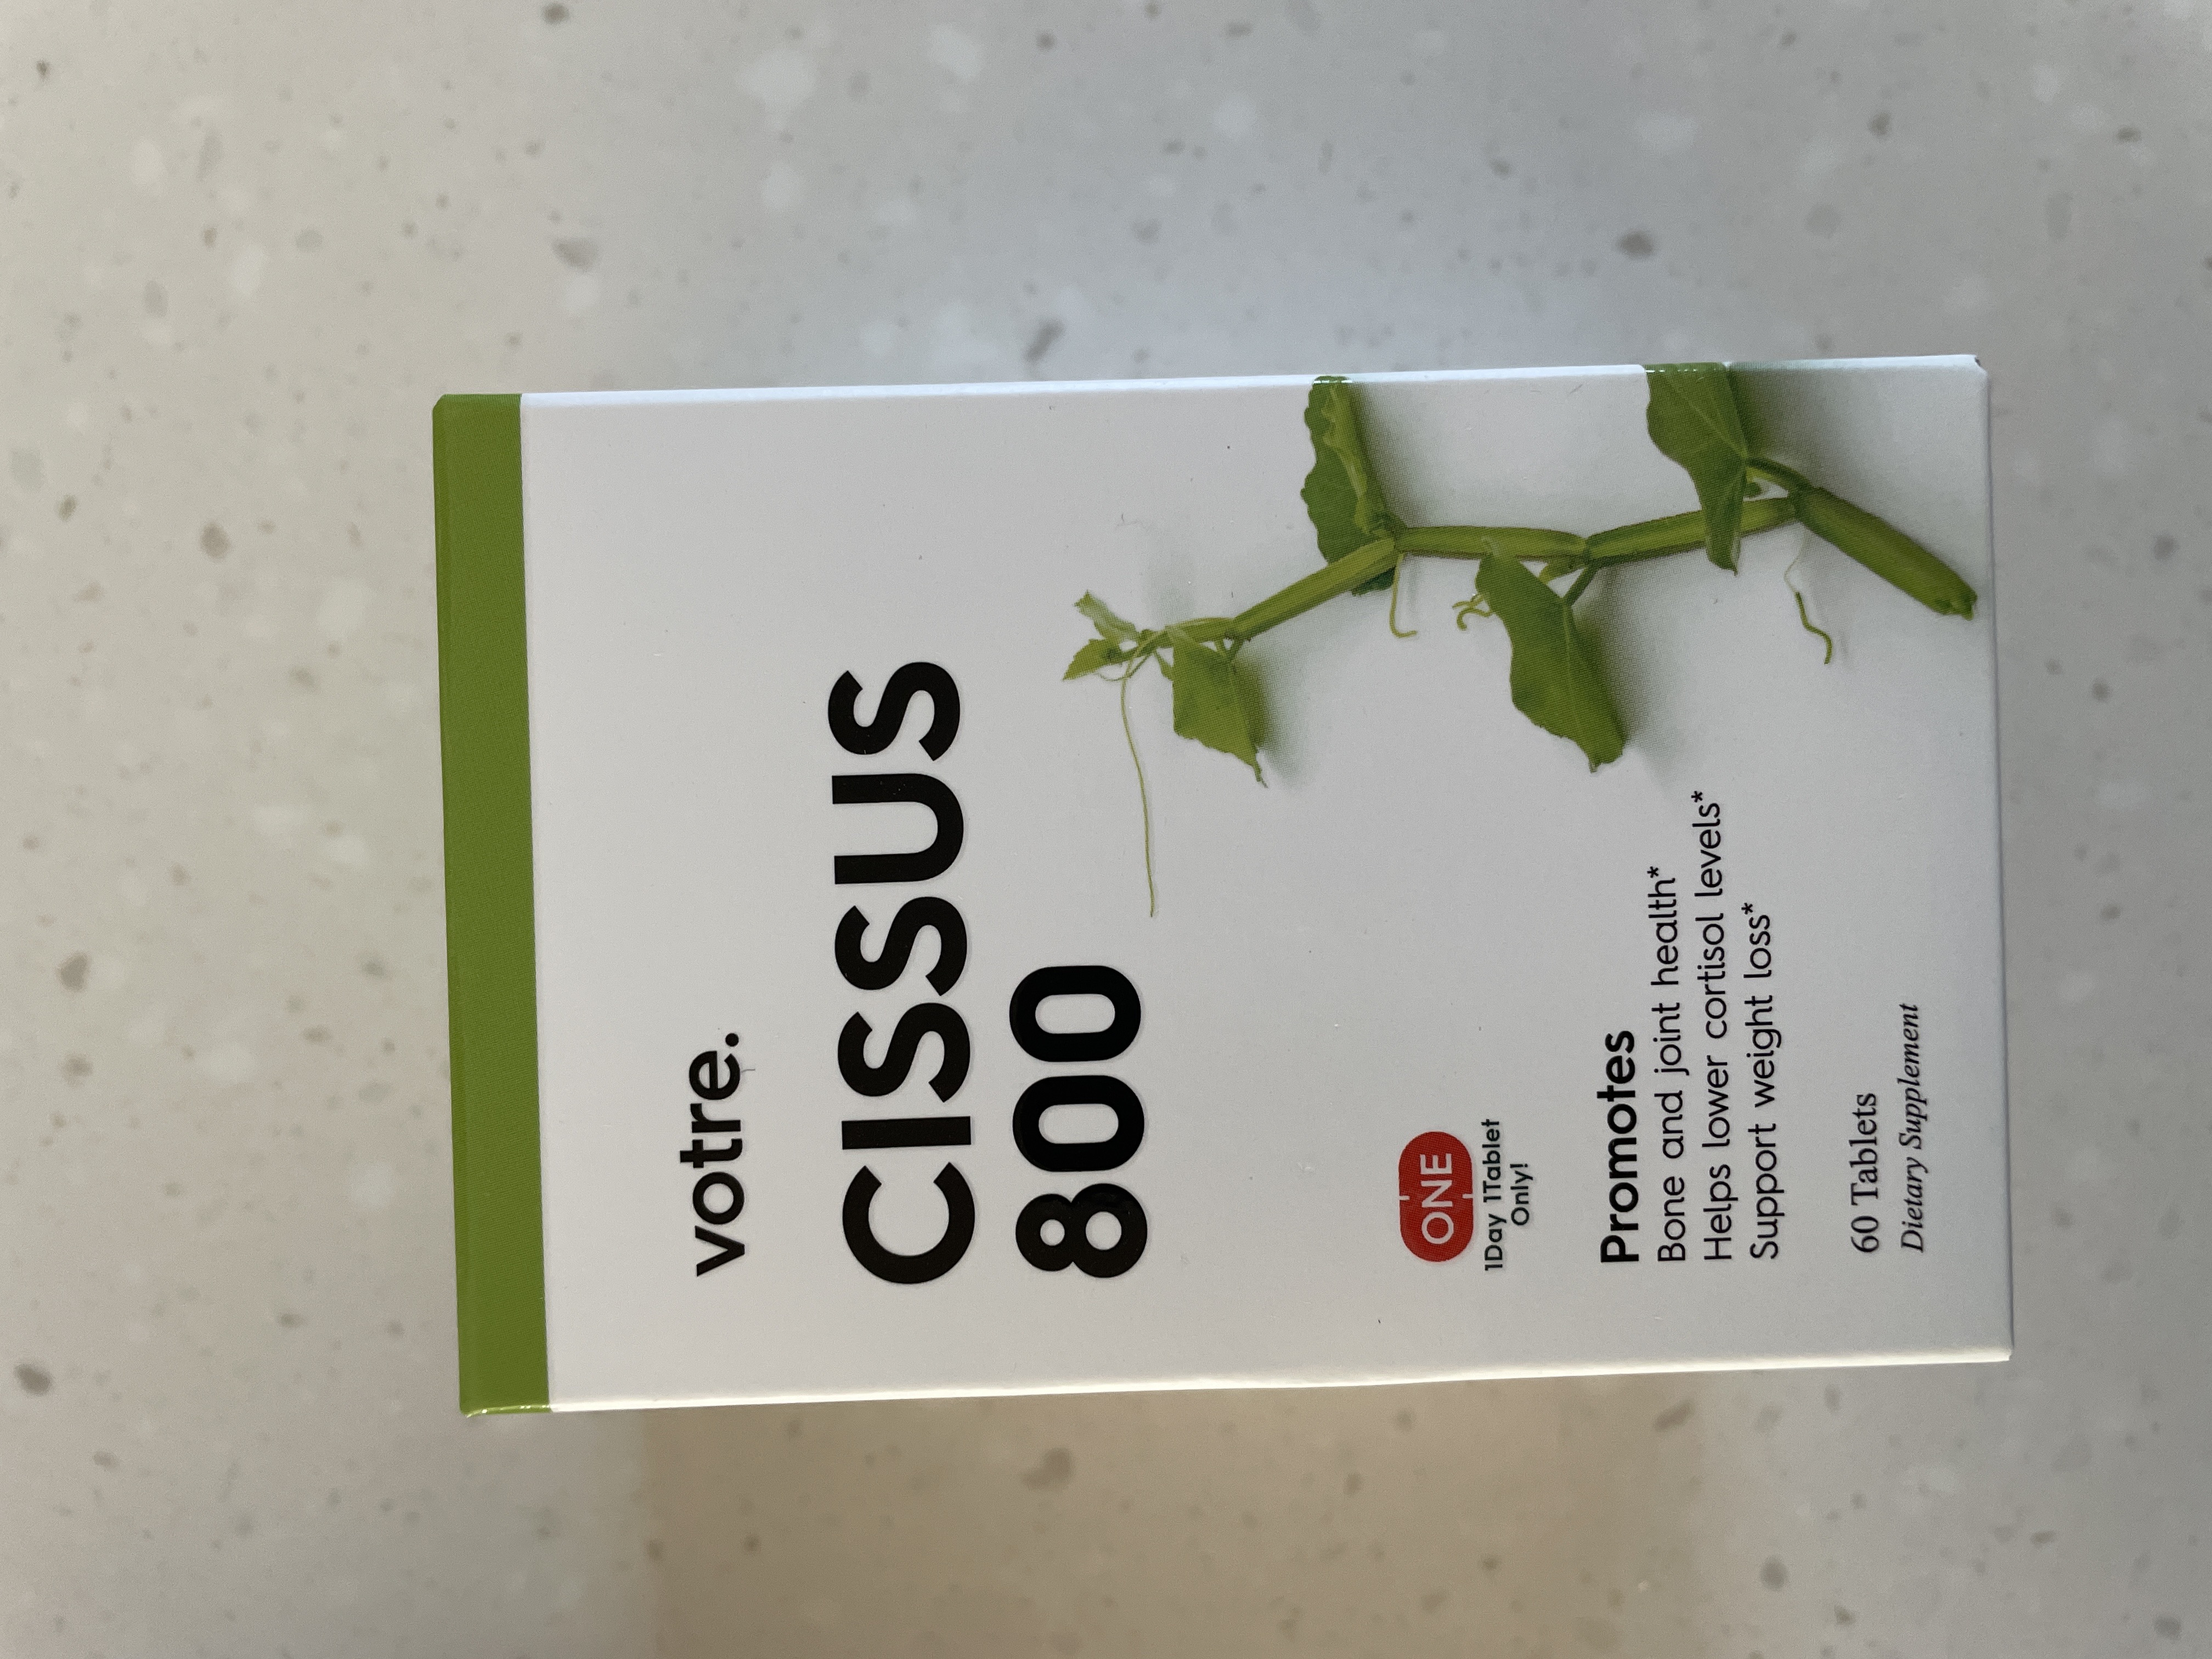 votre.
CISSUS
800
ONE
1Day 1Tablet
Only!
Promotes
Bone and joint health*
Helps lower cortisol levels*
Support weight loss*
60 Tablets
Dietary Supplement